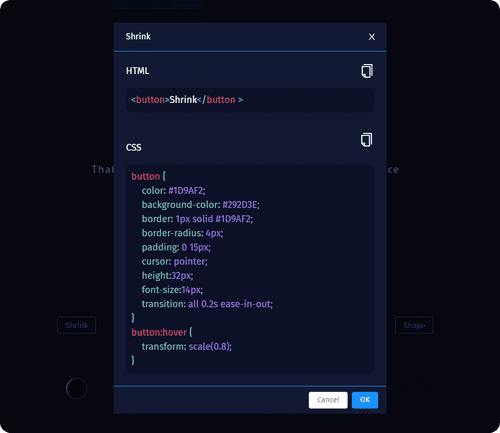 Shrink X
HTML
<button>Shrink</button >
CSS
button {
color: #1D9AF2;
background-color: #292D3E;
border: 1px solid #1D9AF2;
border-radius: 4px;
padding: 0 15px;
cursor: pointer;
height:32px;
font-size:14px;
transition: all 0.2s ease-in-out;
}
button:hover {
transform: scale(0.8);
}
Cancel OK
That
ce
Shrink
Shape